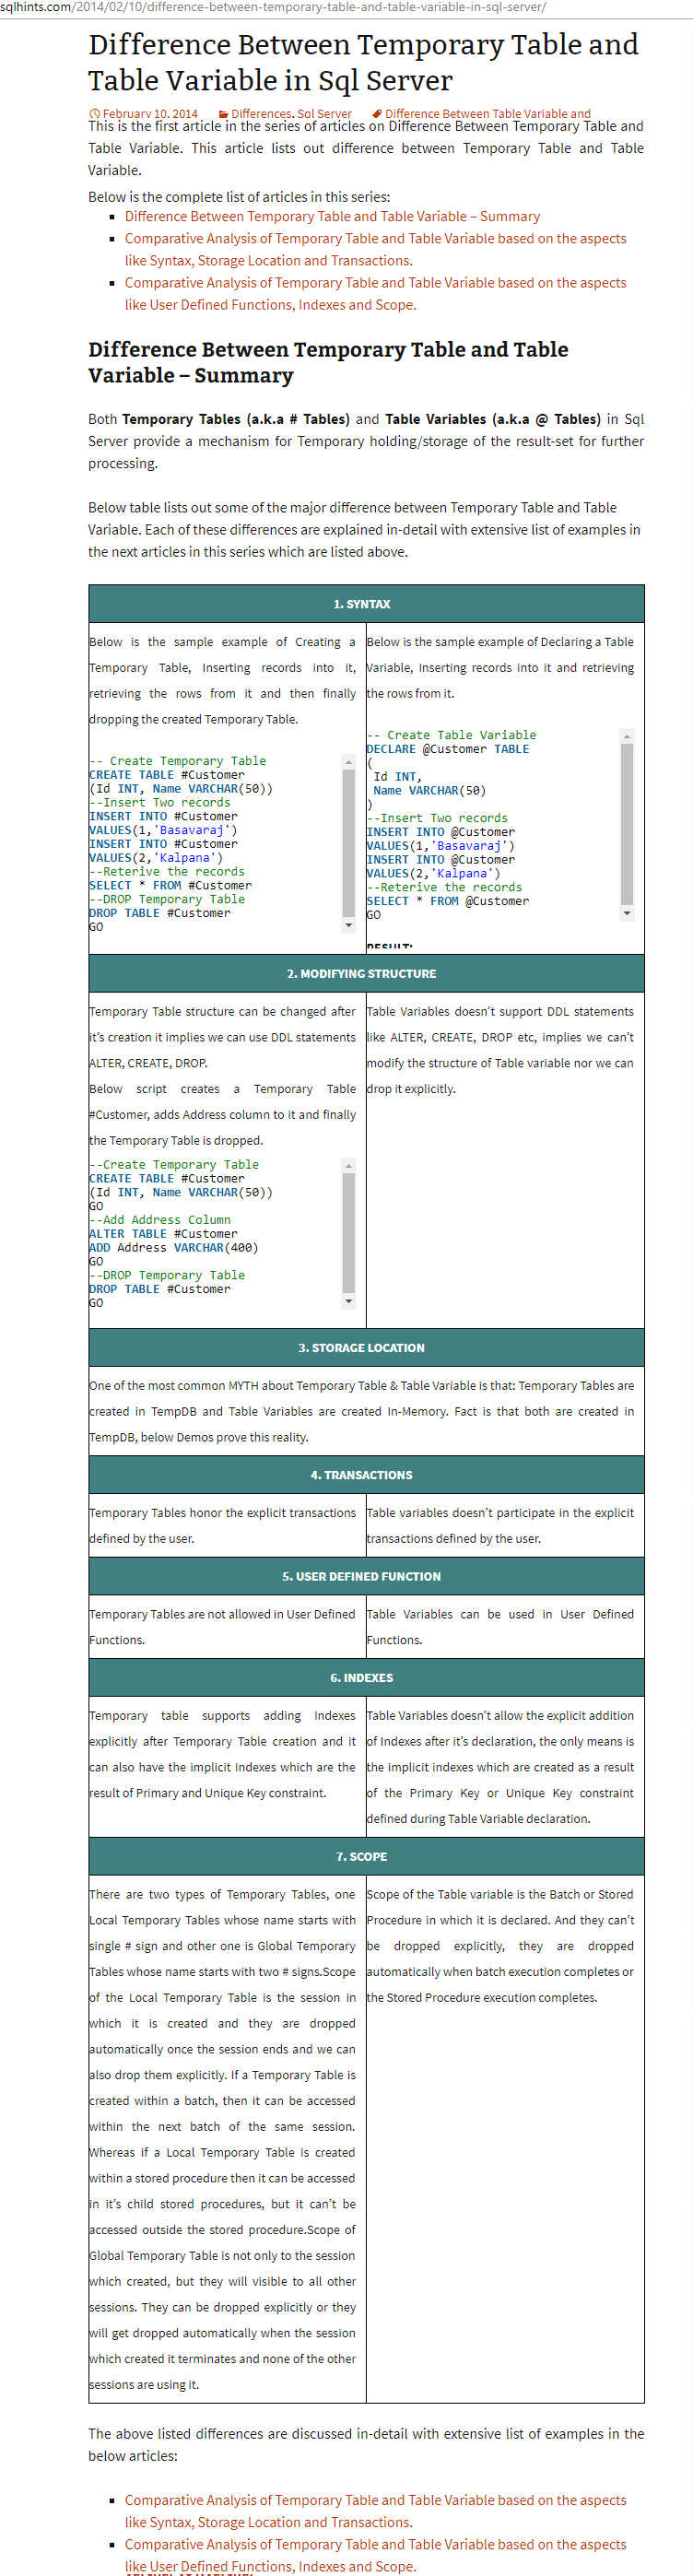 sqlhints.com/2014/02/10/difference-between-temporary-table-and-table-variable-in-sql-server/
Difference Between Temporary Table and
Table Variable in Sql Server
February 10, 2014 Differences, Sql Server Difference Between Table Variable and
This is the first article in the series of articles on Difference Between Temporary Table and
Table Variable. This article lists out difference between Temporary Table and Table
Variable.
Below is the complete list of articles in this series:
▪ Difference Between Temporary Table and Table Variable – Summary
▪ Comparative Analysis of Temporary Table and Table Variable based on the aspects
like Syntax, Storage Location and Transactions.
▪ Comparative Analysis of Temporary Table and Table Variable based on the aspects
like User Defined Functions, Indexes and Scope.
Difference Between Temporary Table and Table
Variable – Summary
Both Temporary Tables (a.k.a # Tables) and Table Variables (a.k.a @ Tables) in Sql
Server provide a mechanism for Temporary holding/storage of the result-set for further
processing.
Below table lists out some of the major difference between Temporary Table and Table
Variable. Each of these differences are explained in-detail with extensive list of examples in
the next articles in this series which are listed above.
1. SYNTAX
Below is the sample example of Creating a
Temporary Table, Inserting records into it,
retrieving the rows from it and then finally
dropping the created Temporary Table.
-- Create Temporary Table
CREATE TABLE #Customer
(Id INT, Name VARCHAR(50))
--Insert Two records
INSERT INTO #Customer
VALUES(1,'Basavaraj')
INSERT INTO #Customer
VALUES(2,'Kalpana')
--Reterive the records
SELECT * FROM #Customer
--DROP Temporary Table
DROP TABLE #Customer
GO
Below is the sample example of Declaring a Table
Variable, Inserting records into it and retrieving
the rows from it.
-- Create Table Variable
DECLARE @Customer TABLE
(
Id INT,
Name VARCHAR(50)
)
--Insert Two records
INSERT INTO @Customer
VALUES(1,'Basavaraj')
INSERT INTO @Customer
VALUES(2,'Kalpana')
--Reterive the records
SELECT * FROM @Customer
GO
RESULT:
2. MODIFYING STRUCTURE
Temporary Table structure can be changed after
it's creation it implies we can use DDL statements
ALTER, CREATE, DROP.
Below script creates a Temporary Table
#Customer, adds Address column to it and finally
the Temporary Table is dropped.
--Create Temporary Table
CREATE TABLE #Customer
(Id INT, Name VARCHAR(50))
GO
--Add Address Column
ALTER TABLE #Customer
ADD Address VARCHAR(400)
GO
--DROP Temporary Table
DROP TABLE #Customer
GO
Table Variables doesn't support DDL statements
like ALTER, CREATE, DROP etc, implies we can't
modify the structure of Table variable nor we can
drop it explicitly.
3. STORAGE LOCATION
One of the most common MYTH about Temporary Table & Table Variable is that: Temporary Tables are
created in TempDB and Table Variables are created In-Memory. Fact is that both are created in
TempDB, below Demos prove this reality.
4. TRANSACTIONS
Temporary Tables honor the explicit transactions
defined by the user.
Table variables doesn't participate in the explicit
transactions defined by the user.
5. USER DEFINED FUNCTION
Temporary Tables are not allowed in User Defined
Functions.
Table Variables can be used in User Defined
Functions.
6. INDEXES
Temporary table supports adding Indexes
explicitly after Temporary Table creation and it
can also have the implicit Indexes which are the
result of Primary and Unique Key constraint.
Table Variables doesn't allow the explicit addition
of Indexes after it's declaration, the only means is
the implicit indexes which are created as a result
of the Primary Key or Unique Key constraint
defined during Table Variable declaration.
7. SCOPE
There are two types of Temporary Tables, one
Local Temporary Tables whose name starts with
single # sign and other one is Global Temporary
Tables whose name starts with two # signs.Scope
of the Local Temporary Table is the session in
which it is created and they are dropped
automatically once the session ends and we can
also drop them explicitly. If a Temporary Table is
created within a batch, then it can be accessed
within the next batch of the same session.
Whereas if a Local Temporary Table is created
within a stored procedure then it can be accessed
in it's child stored procedures, but it can't be
accessed outside the stored procedure.Scope of
Global Temporary Table is not only to the session
which created, but they will visible to all other
sessions. They can be dropped explicitly or they
will get dropped automatically when the session
which created it terminates and none of the other
sessions are using it.
Scope of the Table variable is the Batch or Stored
Procedure in which it is declared. And they can't
be dropped explicitly, they are dropped
automatically when batch execution completes or
the Stored Procedure execution completes.
The above listed differences are discussed in-detail with extensive list of examples in the
below articles:
▪ Comparative Analysis of Temporary Table and Table Variable based on the aspects
like Syntax, Storage Location and Transactions.
▪ Comparative Analysis of Temporary Table and Table Variable based on the aspects
like User Defined Functions, Indexes and Scope.